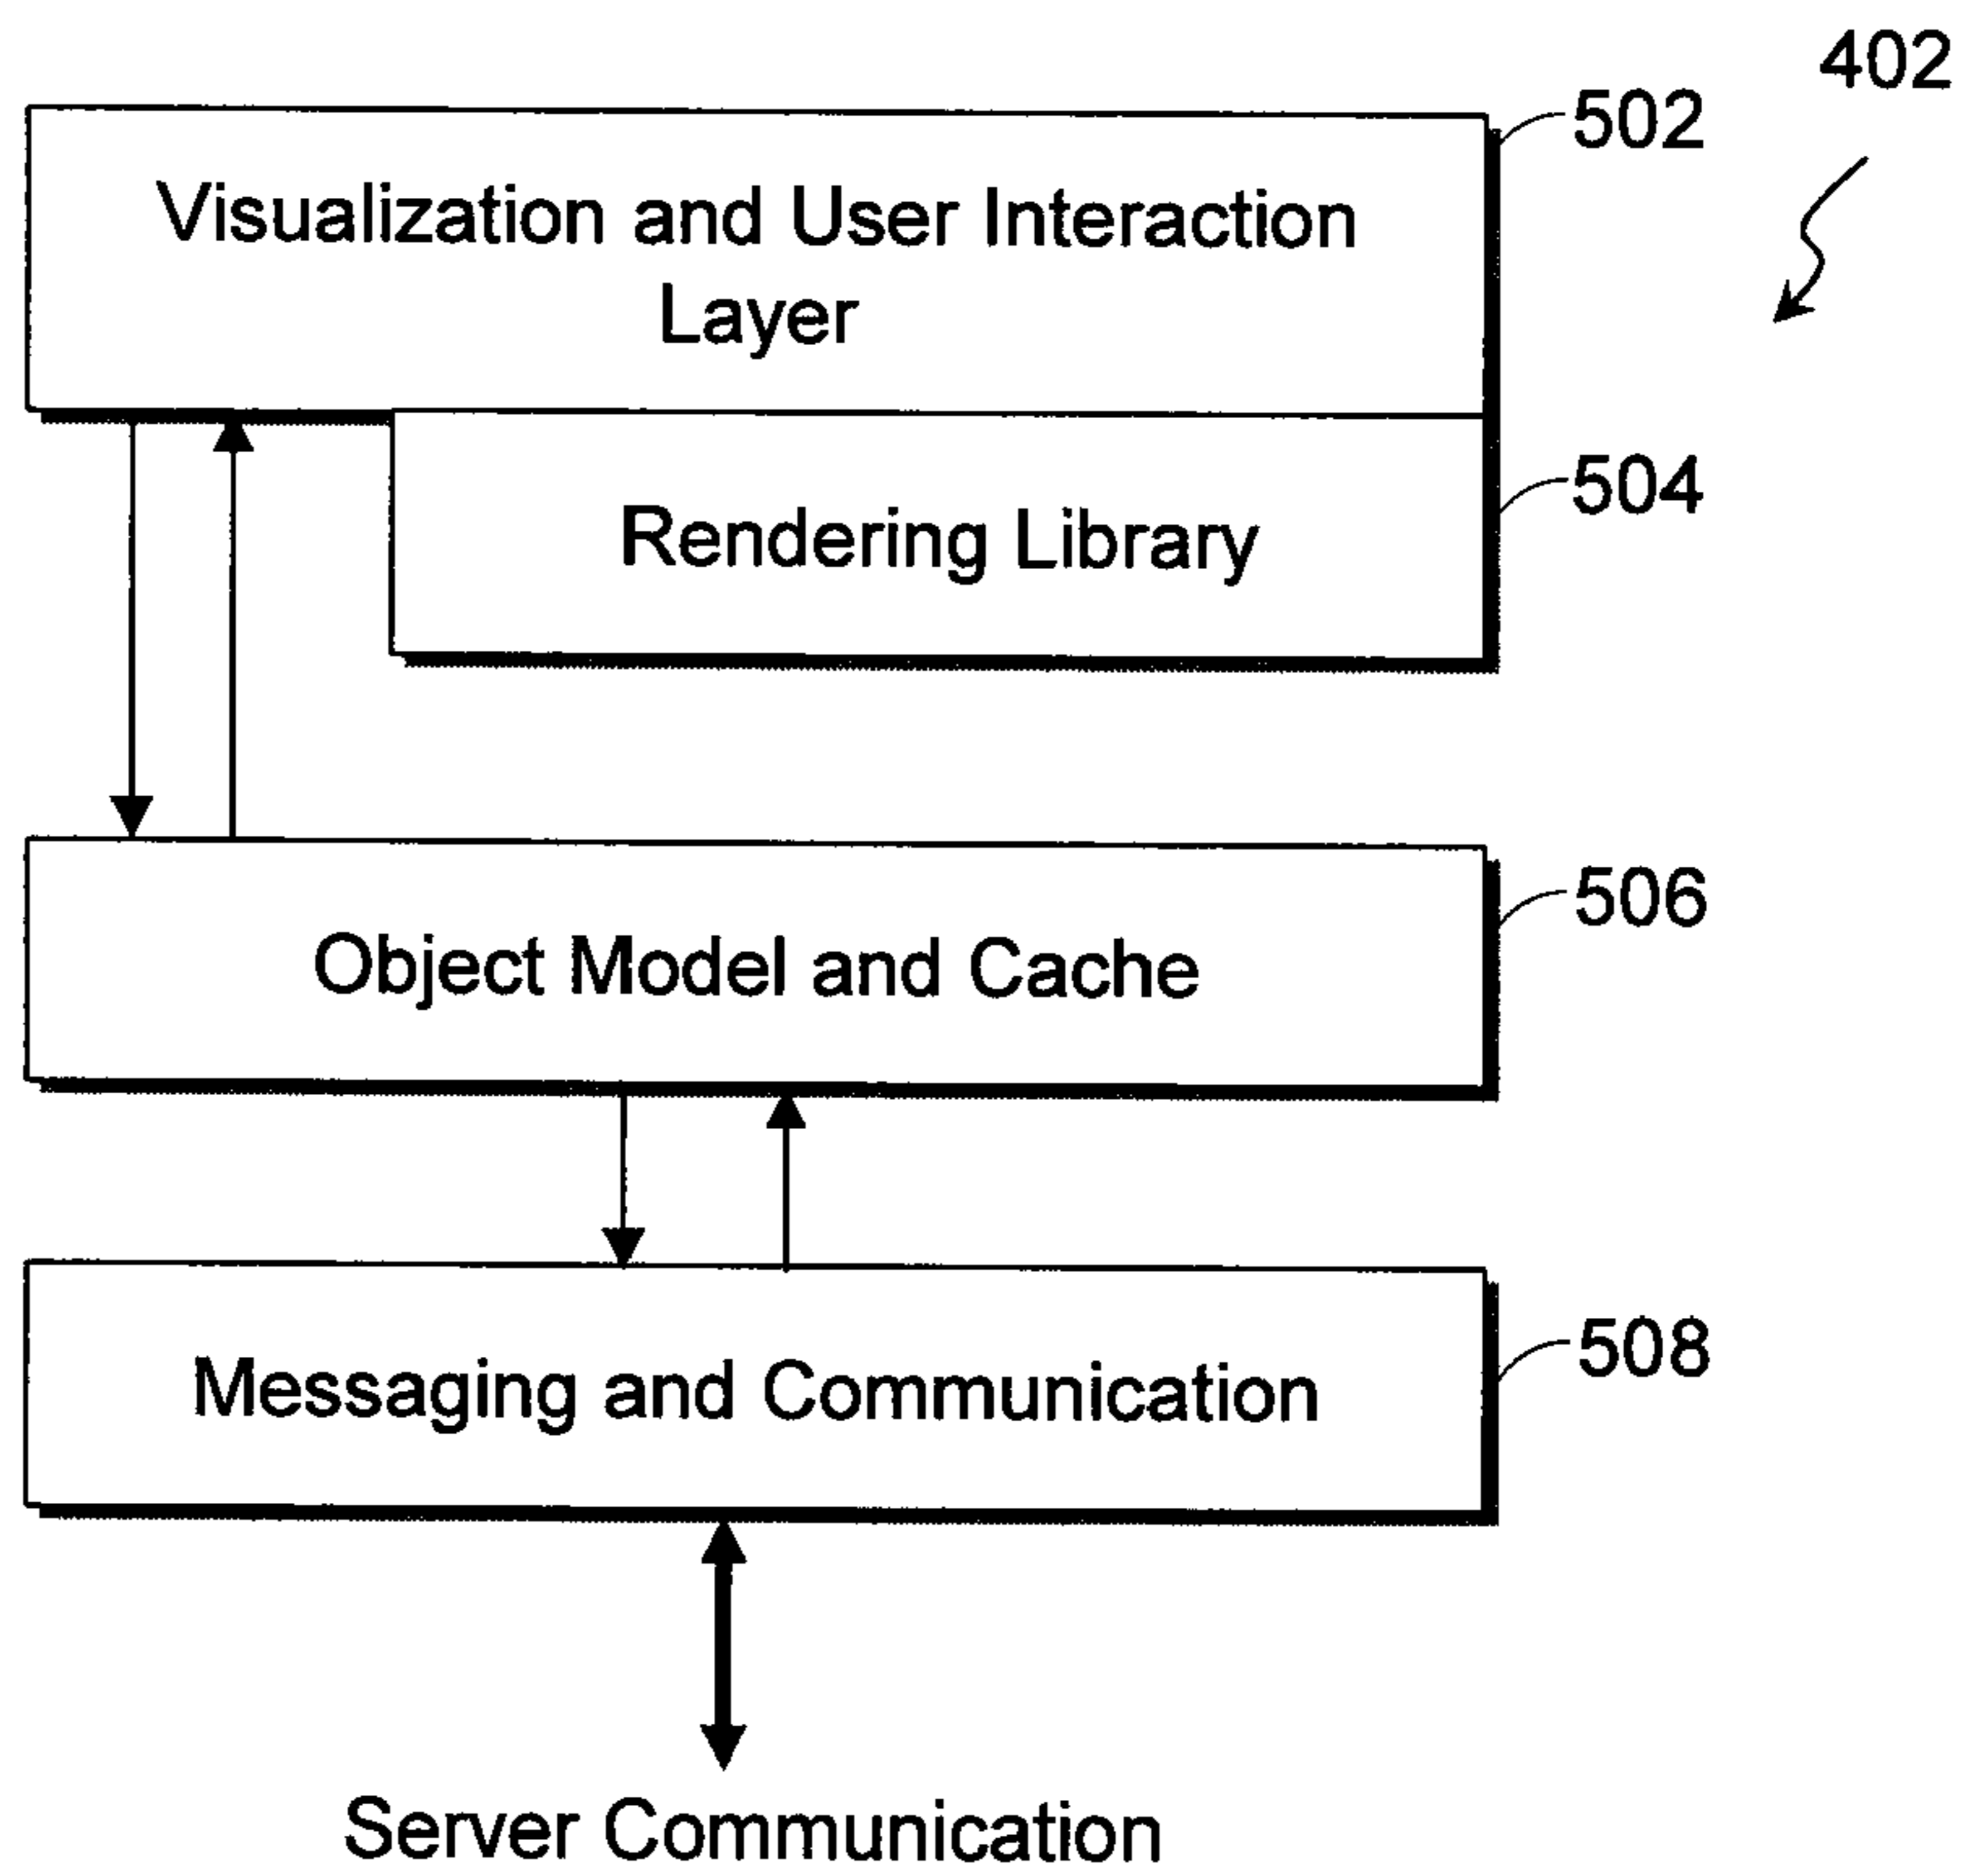 402
502
Visualization and User Interaction
Layer
504
Rendering Library
506
Object Model and Cache
508
Messaging and Communication
Server Communication